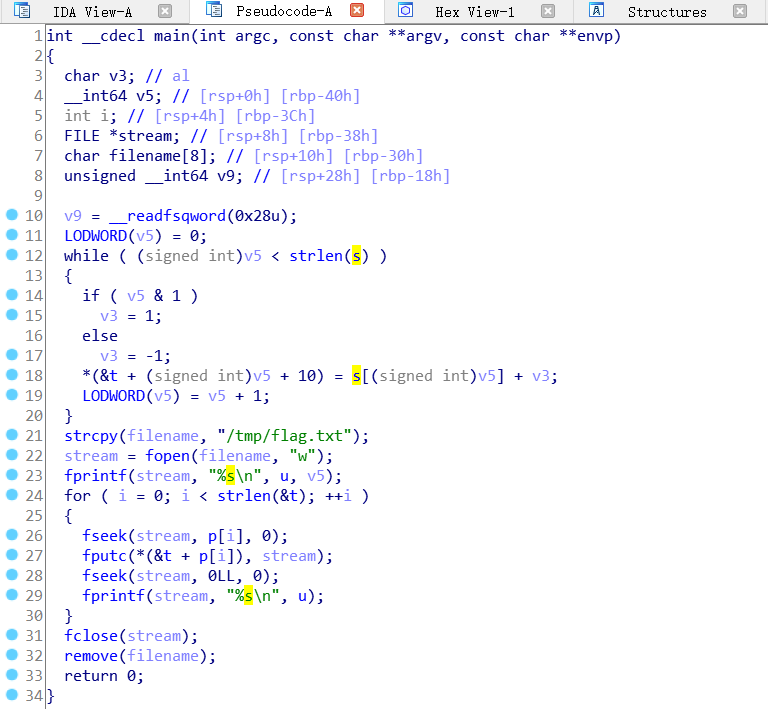 IDA View-A Pseudocode-A Hex View-1 Structures
1 int __cdecl main(int argc, const char **argv, const char **envp)
2 {
3 char v3; // al
4 __int64 v5; // [rsp+0h] [rbp-40h]
5 int i; // [rsp+4h] [rbp-3Ch]
6 FILE *stream; // [rsp+8h] [rbp-38h]
7 char filename[8]; // [rsp+10h] [rbp-30h]
8 unsigned __int64 v9; // [rsp+28h] [rbp-18h]
9
10 v9 = __readfsqword(0x28u);
11 LODWORD(v5) = 0;
12 while ( (signed int)v5 < strlen(s) )
13 {
14 if ( v5 & 1 )
15 v3 = 1;
16 else
17 v3 = -1;
18 *(&t + (signed int)v5 + 10) = s[(signed int)v5] + v3;
19 LODWORD(v5) = v5 + 1;
20 }
21 strcpy(filename, "/tmp/flag.txt");
22 stream = fopen(filename, "w");
23 fprintf(stream, "%s\n", u, v5);
24 for ( i = 0; i < strlen(&t); ++i )
25 {
26 fseek(stream, p[i], 0);
27 fputc(*(&t + p[i]), stream);
28 fseek(stream, 0LL, 0);
29 fprintf(stream, "%s\n", u);
30 }
31 fclose(stream);
32 remove(filename);
33 return 0;
34 }